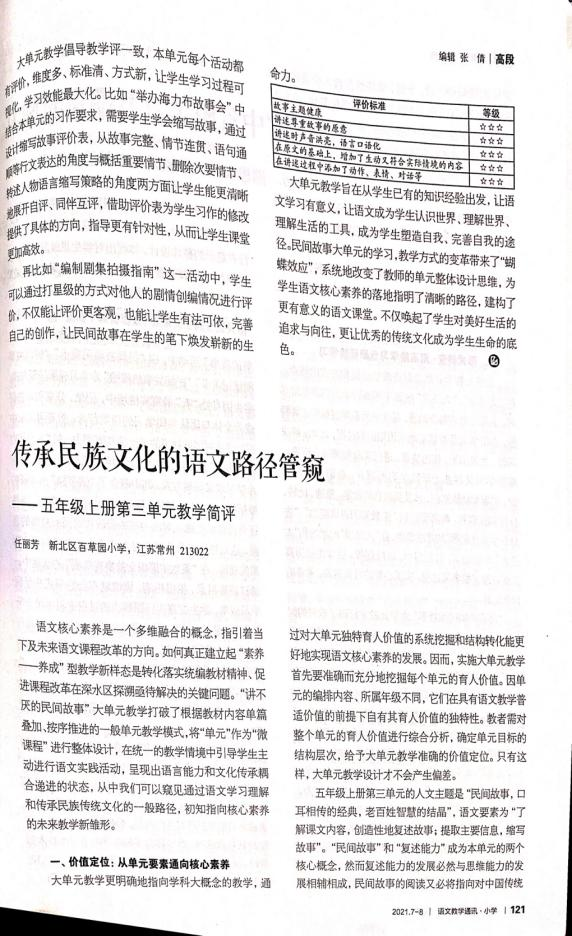 编辑 张 倩 | 高段
大单元教学倡导教学评一致，本单元每个活动都
有评价，维度多、标准清、方式新，让学生学习过程可
视化，学习效能最大化。比如“举办海力布故事会”中
结合本单元的习作要求，需要学生学会缩写故事，通过
设计缩写故事评价表，从故事完整、情节连贯、语句通
顺等行文表达的角度与概括重要情节、删除次要情节、
转述人物语言缩写策略的角度两方面让学生能更清晰
地展开自评、同伴互评，借助评价表为学生习作的修改
提供了具体的方向，指导更有针对性，从而让学生课堂
更加高效。
再比如“编制剧集拍摄指南”这一活动中，学生
可以通过打星级的方式对他人的剧情创编情况进行评
价，不仅能让评价更客观，也能让学生有法可依，完善
自己的创作，让民间故事在学生的笔下焕发崭新的生
命力。
评价标准 等级
故事主题健康 ☆☆☆
讲述尊重故事的原意 ☆☆☆
讲述时声音洪亮，语言口语化 ☆☆☆
在原文的基础上，增加了生动又符合实际情境的内容 ☆☆☆
在讲述过程中添加了动作、表情、对话等 ☆☆☆
大单元教学旨在从学生已有的知识经验出发，让语
文学习有意义，让语文成为学生认识世界、理解世界、
理解生活的工具，成为学生塑造自我、完善自我的途
径。民间故事大单元的学习，教学方式的变革带来了“蝴
蝶效应”，系统地改变了教师的单元整体设计思维，为
学生语文核心素养的落地指明了清晰的路径，建构了
更有意义的语文课堂。不仅唤起了学生对美好生活的
追求与向往，更让优秀的传统文化成为学生生命的底
色。
传承民族文化的语文路径管窥
——五年级上册第三单元教学简评
任丽芳 新北区百草园小学，江苏常州 213022
语文核心素养是一个多维融合的概念，指引着当
下及未来语文课程改革的方向。如何真正建立起“素养
——养成”型教学新样态是转化落实统编教材精神、促
进课程改革在深水区探溯亟待解决的关键问题。“讲不
厌的民间故事”大单元教学打破了根据教材内容单篇
叠加、按序推进的一般单元教学模式，将“单元”作为“微
课程”进行整体设计，在统一的教学情境中引导学生主
动进行语文实践活动，呈现出语言能力和文化传承耦
合递进的状态，从中我们可以窥见通过语文学习理解
和传承民族传统文化的一般路径，初知指向核心素养
的未来教学新雏形。
一、价值定位：从单元要素通向核心素养
大单元教学更明确地指向学科大概念的教学，通
过对大单元独特育人价值的系统挖掘和结构转化能更
好地实现语文核心素养的发展。因而，实施大单元教学
首先要准确而充分地挖掘每个单元的育人价值。因单
元的编排内容、所属年级不同，它们在具有语文教学普
适价值的前提下自有其育人价值的独特性。教者需对
整个单元的育人价值进行综合分析，确定单元目标的
结构层次，给予大单元教学准确的价值定位。只有这
样，大单元教学设计才不会产生偏差。
五年级上册第三单元的人文主题是“民间故事，口
耳相传的经典，老百姓智慧的结晶”，语文要素为“了
解课文内容，创造性地复述故事；提取主要信息，缩写
故事”。“民间故事”和“复述能力”成为本单元的两个
核心概念，然而复述能力的发展必然与思维能力的发
展相辅相成，民间故事的阅读又必将指向对中国传统
2021.7-8 | 语文教学通讯·小学 | 121